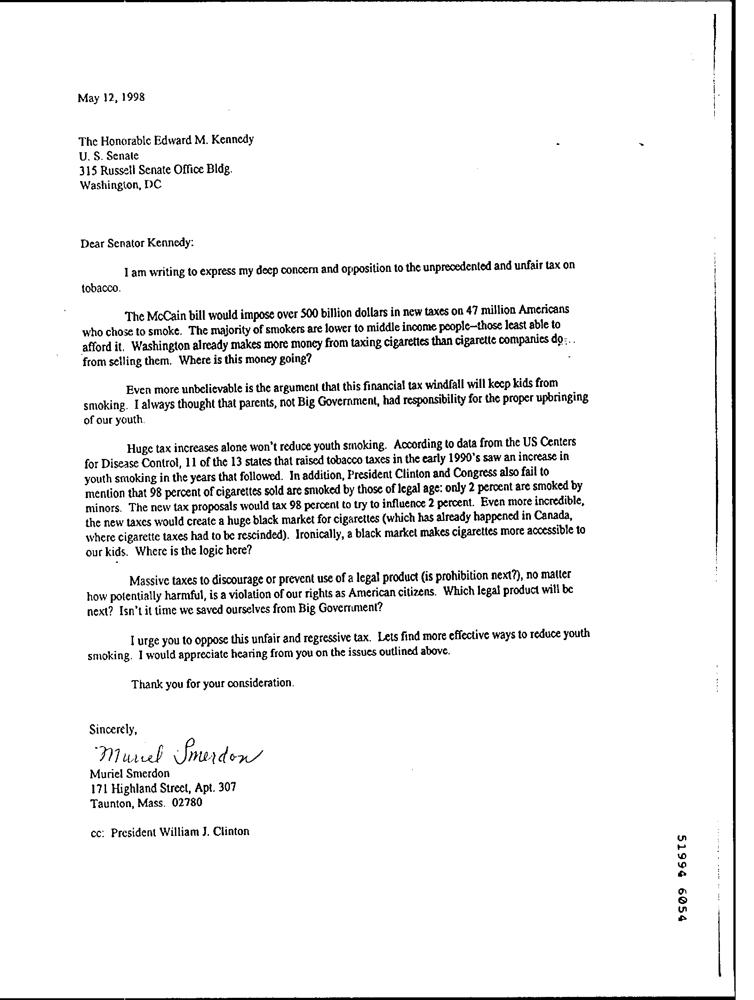 May 12, 1998
The Honorable Edward M. Kennedy
U. S. Senate
315 Russell Senate Office Bldg.
Washington, DC
Dear Senator Kennedy:
I am writing to express my deep concern and opposition to the unprecedented and unfair tax on
tobacco.
The McCain bill would impose over 500 billion dollars in new taxes on 47 million Americans
who chose to smoke. The majority of smokers are lower to middle income people--those least able to
afford it. Washington already makes more money from taxing cigarettes than cigarette companies do
from selling them. Where is this money going?
Even more unbelievable is the argument that this financial tax windfall will keep kids from
smoking. I always thought that parents, not Big Government, had responsibility for the proper upbringing
of our youth.
Huge tax increases alone won't reduce youth smoking. According to data from the US Centers
for Disease Control, 11 of the 13 states that raised tobacco taxes in the early 1990's saw an increase in
youth smoking in the years that followed. In addition, President Clinton and Congress also fail to
mention that 98 percent of cigarettes sold are smoked by those of legal age: only 2 percent are smoked by
minors. The new tax proposals would tax 98 percent to try to influence 2 percent. Even more incredible,
the new taxes would create a huge black market for cigarettes (which has already happened in Canada,
where cigarette taxes had to be rescinded). Ironically, a black market makes cigarettes more accessible to
our kids. Where is the logic here?
Massive taxes to discourage or prevent use of a legal product (is prohibition next?), no matter
how potentially harmful, is a violation of our rights as American citizens. Which legal product will be
next? Isn't it time we saved ourselves from Big Government?
I urge you to oppose this unfair and regressive tax. Lets find more effective ways to reduce youth
smoking. I would appreciate hearing from you on the issues outlined above.
Thank you for your consideration.
Sincerely,
Muriel Smerdon
Muriel Smerdon
171 Highland Street, Apt. 307
Taunton, Mass. 02780
cc: President William J. Clinton
51994 6054